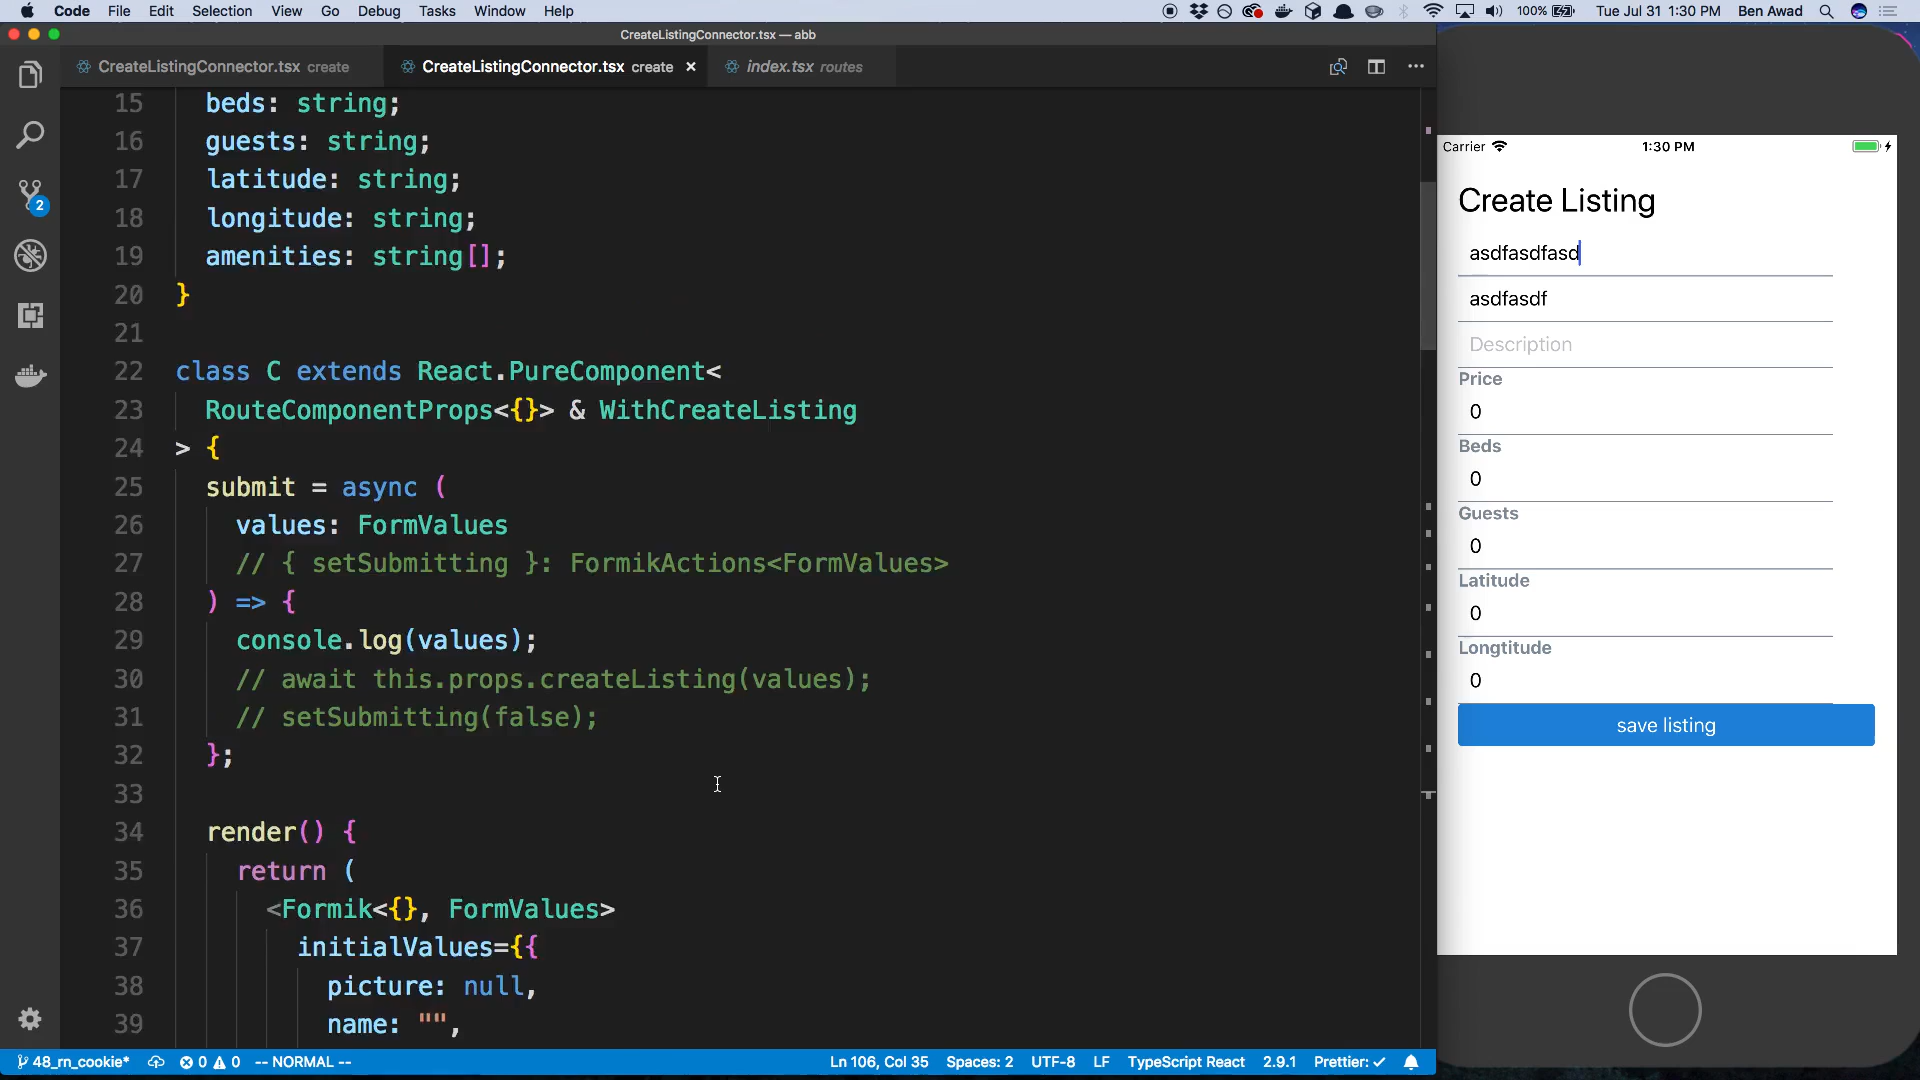 Code File Edit Selection View Go Debug Tasks Window Help 100% Tue Jul 31 1:30 PM Ben Awad
CreateListingConnector.tsx — abb
CreateListingConnector.tsx create CreateListingConnector.tsx create × index.tsx routes
15 beds: string;
16 guests: string;
17 latitude: string;
18 longitude: string;
19 amenities: string[];
20 }
21
22 class C extends React.PureComponent<
23 RouteComponentProps<{}> & WithCreateListing
24 > {
25 submit = async (
26 values: FormValues
27 // { setSubmitting }: FormikActions<FormValues>
28 ) => {
29 console.log(values);
30 // await this.props.createListing(values);
31 // setSubmitting(false);
32 };
33
34 render() {
35 return (
36 <Formik<{}, FormValues>
37 initialValues={{
38 picture: null,
39 name: "",
2
48_rn_cookie* 0 0 -- NORMAL -- Ln 106, Col 35 Spaces: 2 UTF-8 LF TypeScript React 2.9.1 Prettier: ✓
Carrier 1:30 PM
Create Listing
asdfasdfasd
asdfasdf
Description
Price
0
Beds
0
Guests
0
Latitude
0
Longtitude
0
save listing